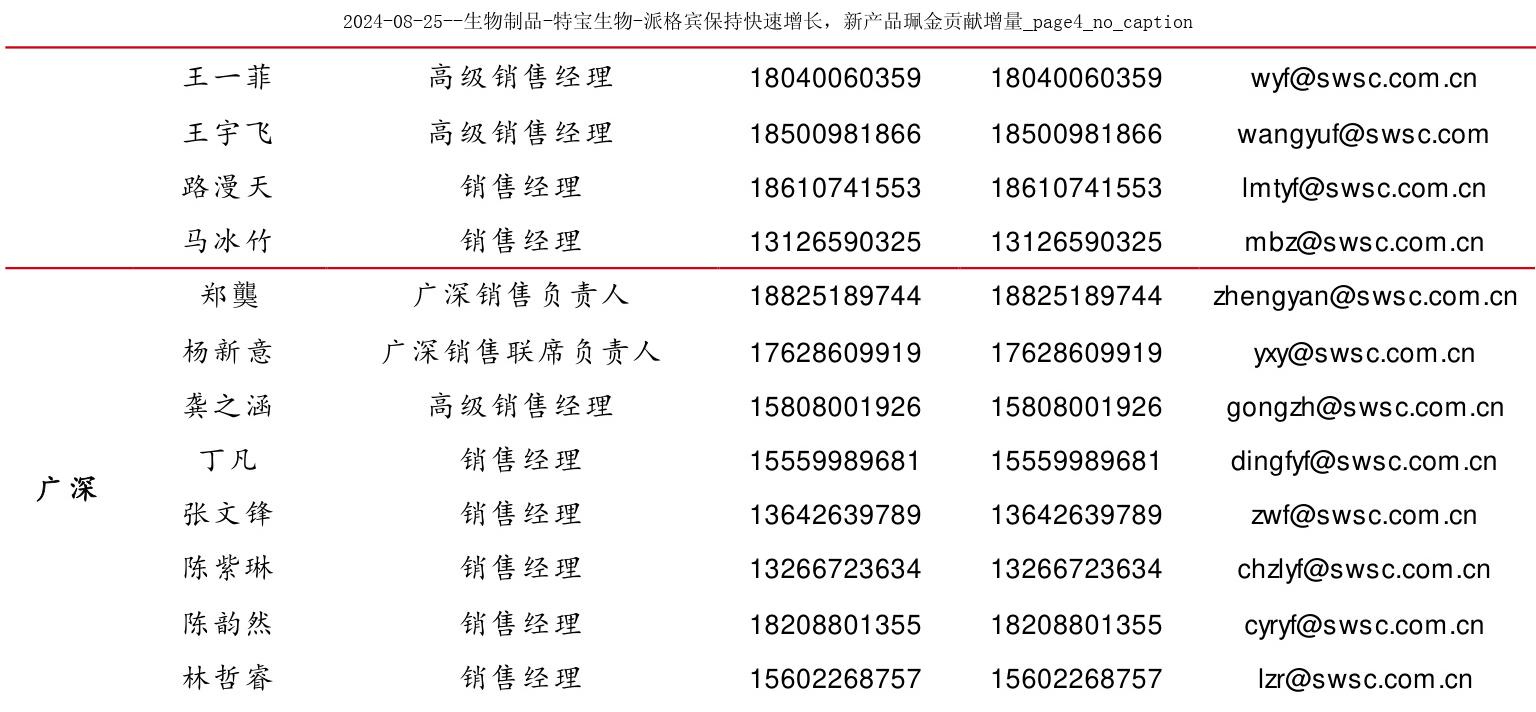 2024-08-25--生物制品-特宝生物-派格宾保持快速增长，新产品珮金贡献增量_page4_no_caption
王一菲 高级销售经理 18040060359 18040060359 wyf@swsc.com.cn
王宇飞 高级销售经理 18500981866 18500981866 wangyuf@swsc.com
路漫天 销售经理 18610741553 18610741553 lmtyf@swsc.com.cn
马冰竹 销售经理 13126590325 13126590325 mbz@swsc.com.cn
郑龑 广深销售负责人 18825189744 18825189744 zhengyan@swsc.com.cn
杨新意 广深销售联席负责人 17628609919 17628609919 yxy@swsc.com.cn
龚之涵 高级销售经理 15808001926 15808001926 gongzh@swsc.com.cn
丁凡 销售经理 15559989681 15559989681 dingfyf@swsc.com.cn
广深
张文锋 销售经理 13642639789 13642639789 zwf@swsc.com.cn
陈紫琳 销售经理 13266723634 13266723634 chzlyf@swsc.com.cn
陈韵然 销售经理 18208801355 18208801355 cyryf@swsc.com.cn
林哲睿 销售经理 15602268757 15602268757 lzr@swsc.com.cn